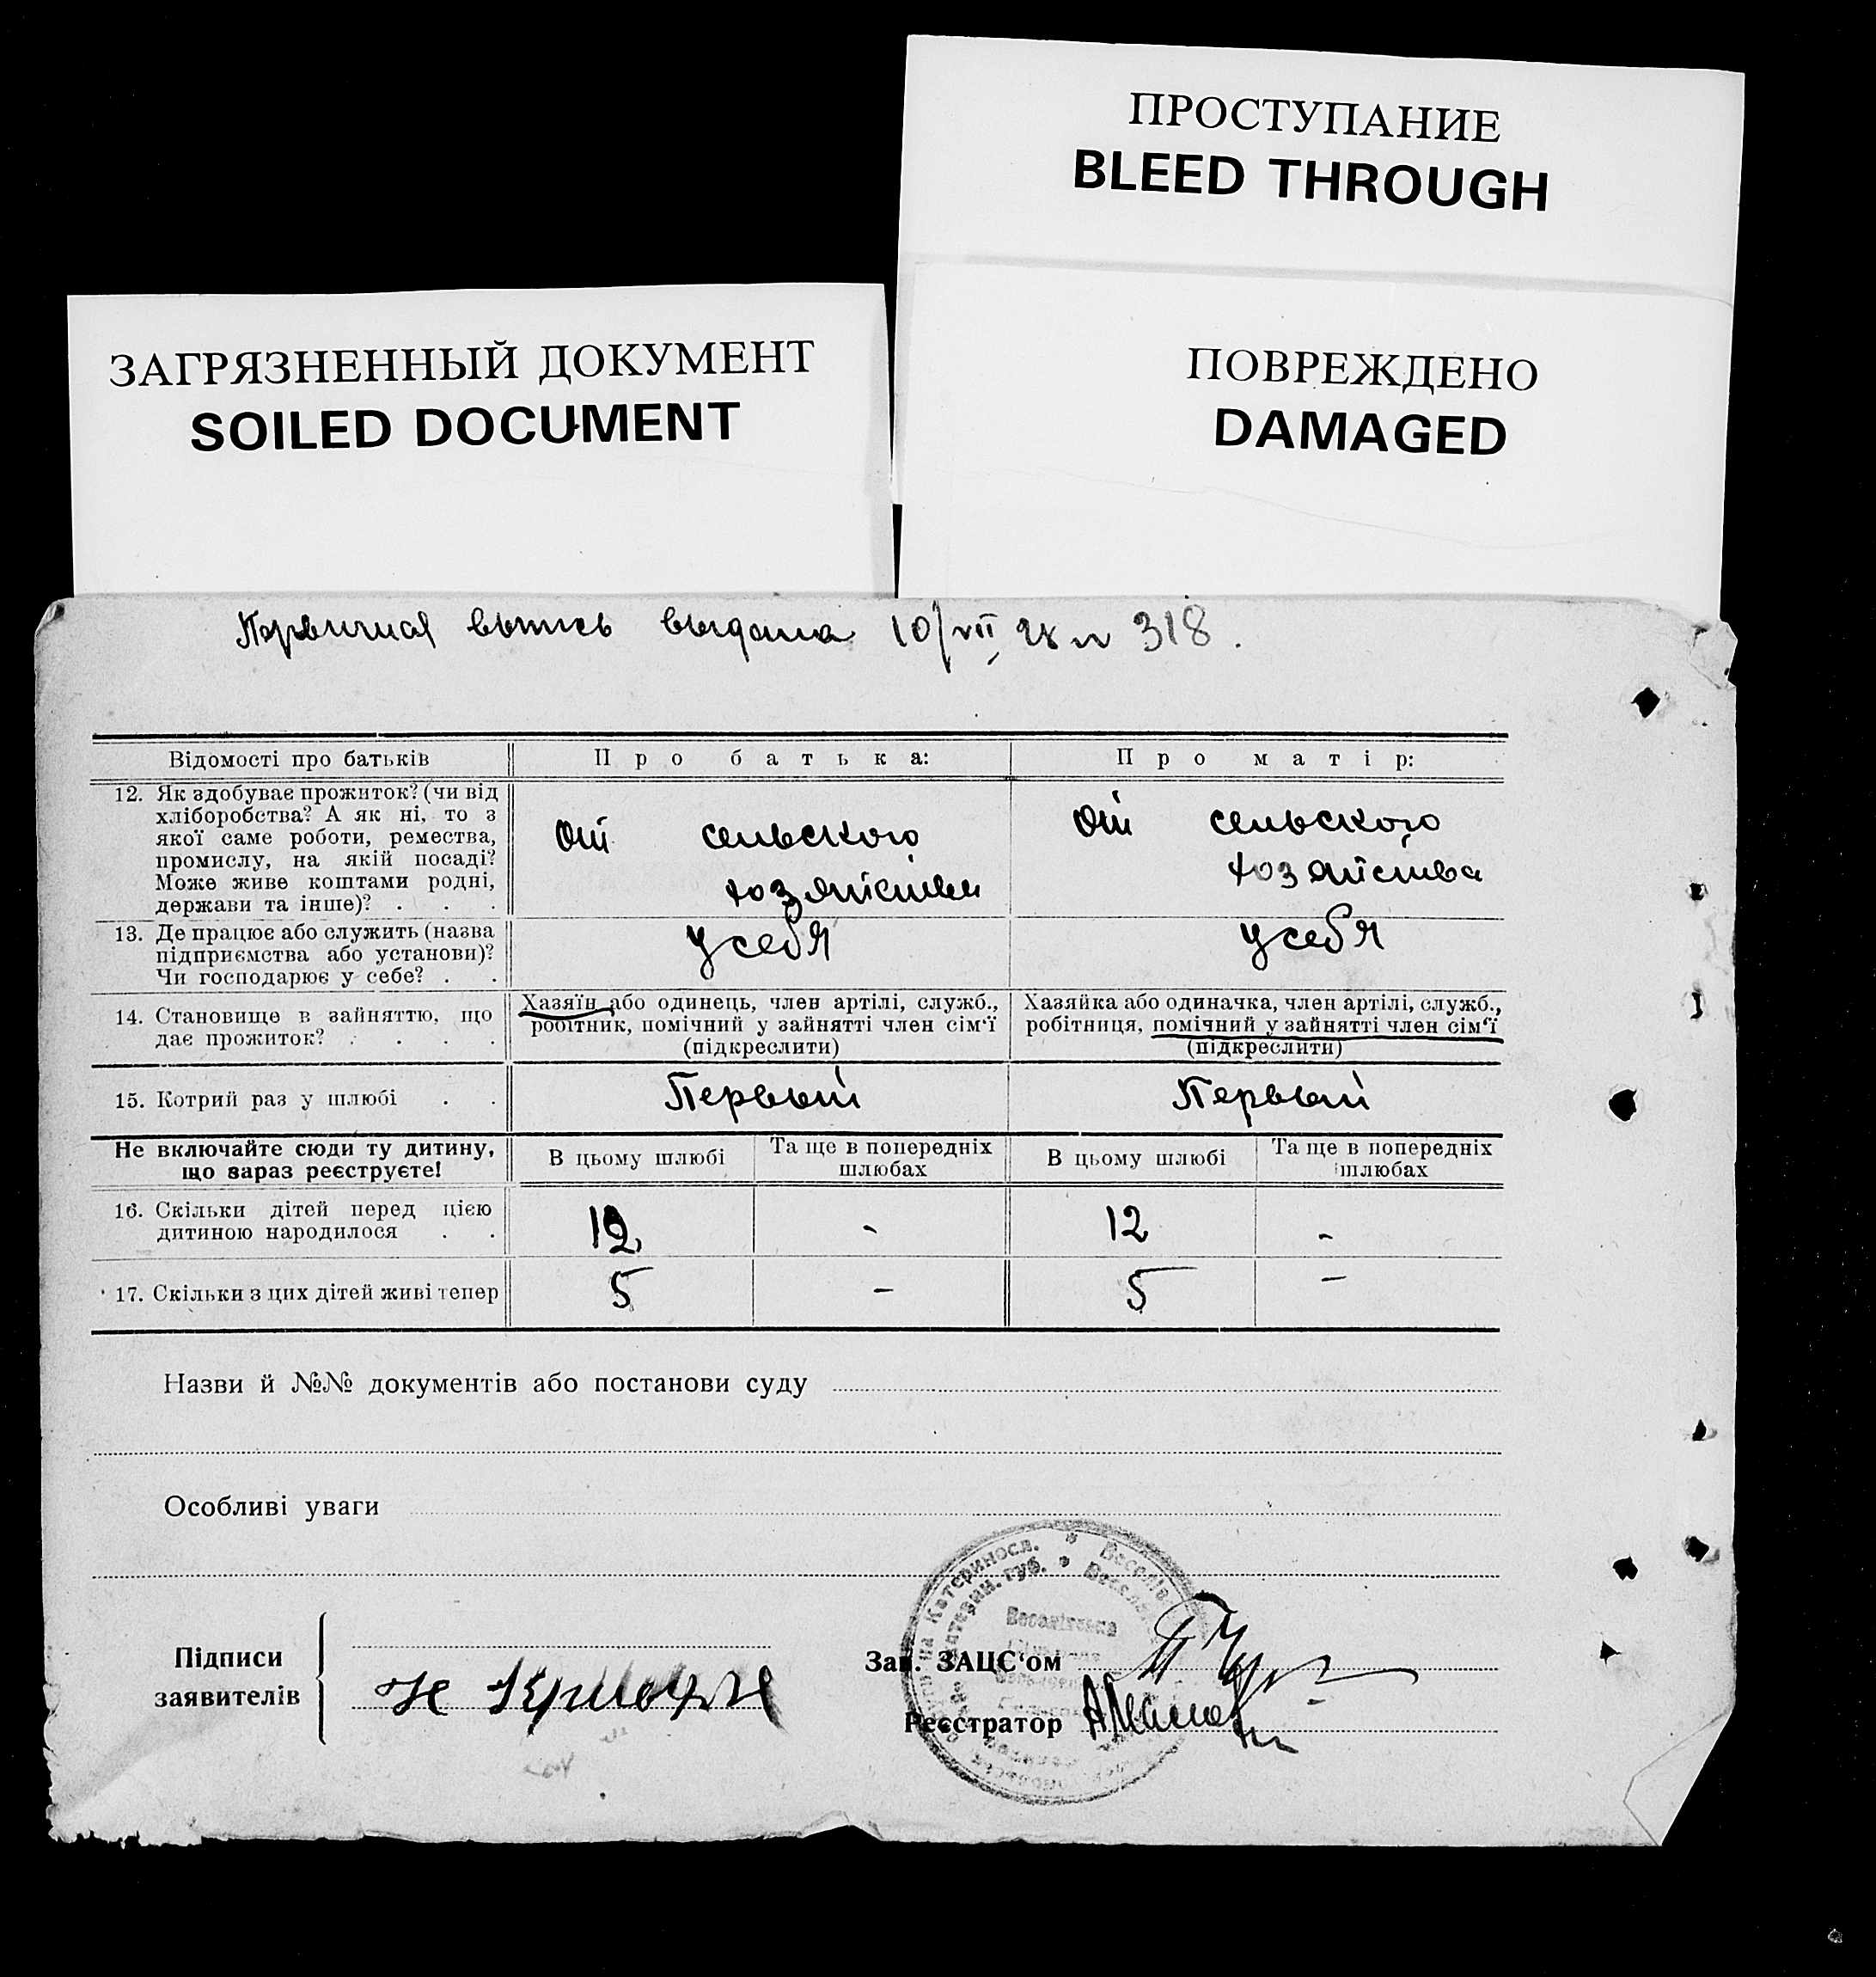 ПРОСТУПАНИЕ
BLEED THROUGH
ЗАГРЯЗНЕННЫЙ ДОКУМЕНТ
SOILED DOCUMENT
ПОВРЕЖДЕНО
DAMAGED
Первичная выпись выдана 10/VII 28 № 318.
Відомості про батьків
Про батька:
Про матір:
12. Як здобуває прожиток? (чи від
хліборобства? А як ні, то з
якої саме роботи, ремества,
промислу, на якій посаді?
Може живе коштами родні,
держави та інше)? . . .
от сельского
хозяйства
от сельского
хозяйства
13. Де працює або служить (назва
підприємства або установи)?
Чи господарює у себе? . .
у себя
у себя
14. Становище в зайняттю, що
дає прожиток? . . . .
Хазяїн або одинець, член артілі, служб.,
робітник, помічний у зайнятті член сім'ї
(підкреслити)
Хазяйка або одиначка, член артілі, служб.,
робітниця, помічний у зайнятті член сім'ї
(підкреслити)
15. Котрий раз у шлюбі . .
Первый
Первый
Не включайте сюди ту дитину,
що зараз реєструєте!
В цьому шлюбі
Та ще в попередніх
шлюбах
В цьому шлюбі
Та ще в попередніх
шлюбах
16. Скільки дітей перед цією
дитиною народилося . .
12
-
12
-
17. Скільки з цих дітей живі тепер
5
-
5
-
Назви й №№ документів або постанови суду
Особливі уваги
Підписи
заявителів
Зав. ЗАЦС'ом
Реєстратор